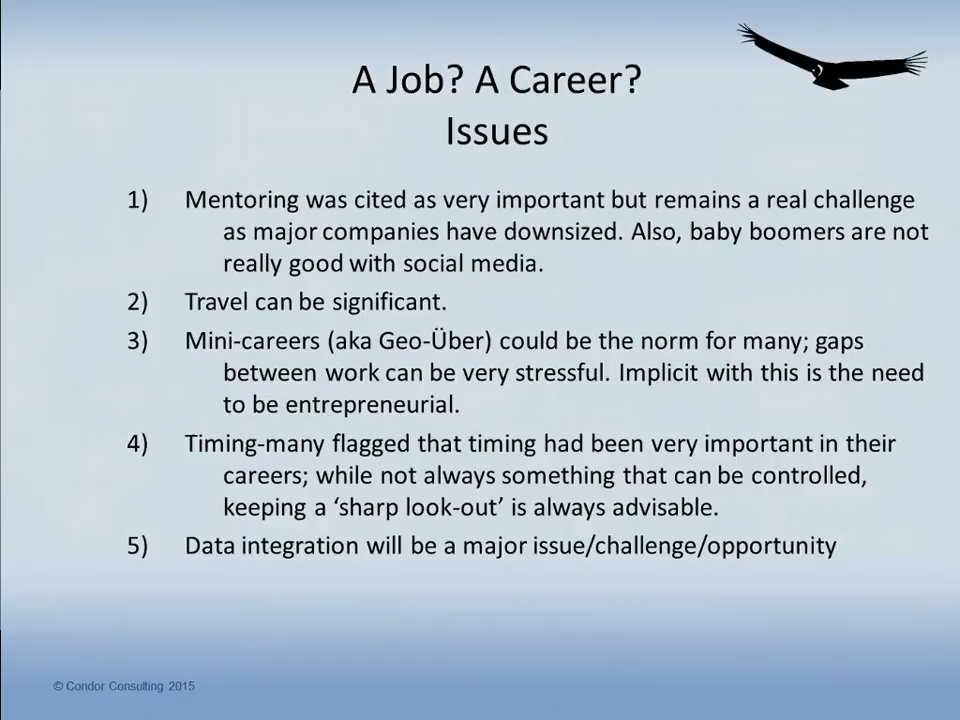 A Job? A Career?
Issues
1) Mentoring was cited as very important but remains a real challenge
as major companies have downsized. Also, baby boomers are not
really good with social media.
2) Travel can be significant.
3) Mini-careers (aka Geo-Über) could be the norm for many; gaps
between work can be very stressful. Implicit with this is the need
to be entrepreneurial.
4) Timing-many flagged that timing had been very important in their
careers; while not always something that can be controlled,
keeping a ‘sharp look-out’ is always advisable.
5) Data integration will be a major issue/challenge/opportunity
© Condor Consulting 2015